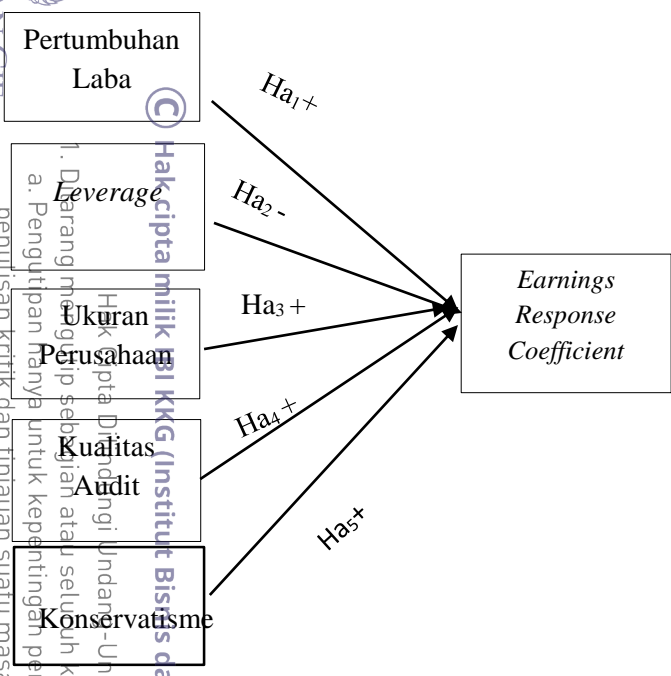 Pertumbuhan
Laba
Ha1+
Leverage
Ha2 -
Ukuran
Perusahaan
Ha3 +
Kualitas
Audit
Ha4 +
Konservatisme
Ha5+
Earnings
Response
Coefficient
© Hak cipta milik IBI KKG (Institut Bisnis da
Hak Cipta Dilindungi Undang-Un
1. Dilarang mengutip sebagian atau seluruh k
a. Pengutipan hanya untuk kepentingan pe
penulisan kritik dan tinjauan suatu masa